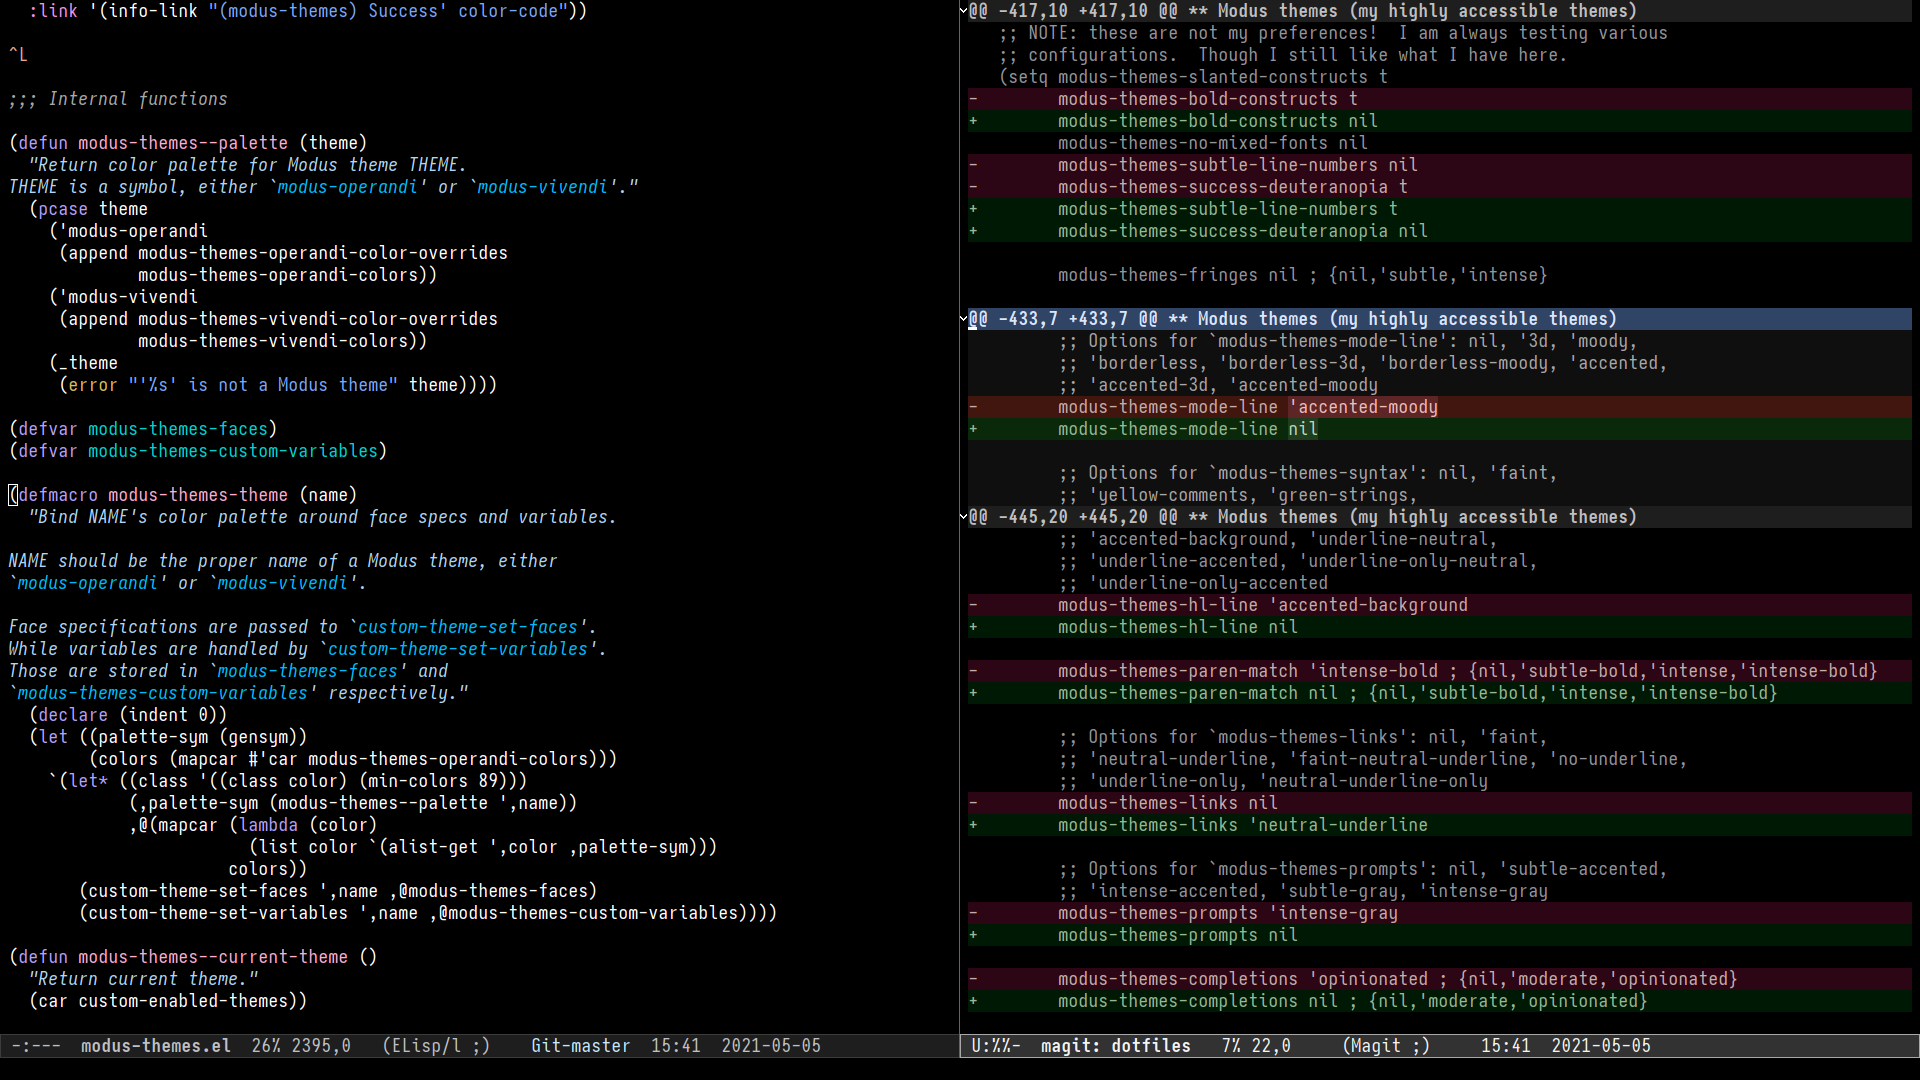 :link '(info-link "(modus-themes) Success' color-code"))

^L

;;; Internal functions

(defun modus-themes--palette (theme)
  "Return color palette for Modus theme THEME.
THEME is a symbol, either `modus-operandi' or `modus-vivendi'."
  (pcase theme
    ('modus-operandi
     (append modus-themes-operandi-color-overrides
             modus-themes-operandi-colors))
    ('modus-vivendi
     (append modus-themes-vivendi-color-overrides
             modus-themes-vivendi-colors))
    (_theme
     (error "'%s' is not a Modus theme" theme))))

(defvar modus-themes-faces)
(defvar modus-themes-custom-variables)

(defmacro modus-themes-theme (name)
  "Bind NAME's color palette around face specs and variables.

NAME should be the proper name of a Modus theme, either
`modus-operandi' or `modus-vivendi'.

Face specifications are passed to `custom-theme-set-faces'.
While variables are handled by `custom-theme-set-variables'.
Those are stored in `modus-themes-faces' and
`modus-themes-custom-variables' respectively."
  (declare (indent 0))
  (let ((palette-sym (gensym))
        (colors (mapcar #'car modus-themes-operandi-colors)))
    `(let* ((class '((class color) (min-colors 89)))
            (,palette-sym (modus-themes--palette ',name))
            ,@(mapcar (lambda (color)
                        (list color `(alist-get ',color ,palette-sym)))
                      colors))
       (custom-theme-set-faces ',name ,@modus-themes-faces)
       (custom-theme-set-variables ',name ,@modus-themes-custom-variables))))

(defun modus-themes--current-theme ()
  "Return current theme."
  (car custom-enabled-themes))
-:---  modus-themes.el  26% 2395,0   (ELisp/l ;)    Git-master  15:41  2021-05-05
@@ -417,10 +417,10 @@ ** Modus themes (my highly accessible themes)
   ;; NOTE: these are not my preferences!  I am always testing various
   ;; configurations.  Though I still like what I have here.
   (setq modus-themes-slanted-constructs t
-        modus-themes-bold-constructs t
+        modus-themes-bold-constructs nil
         modus-themes-no-mixed-fonts nil
-        modus-themes-subtle-line-numbers nil
-        modus-themes-success-deuteranopia t
+        modus-themes-subtle-line-numbers t
+        modus-themes-success-deuteranopia nil

         modus-themes-fringes nil ; {nil,'subtle,'intense}

@@ -433,7 +433,7 @@ ** Modus themes (my highly accessible themes)
         ;; Options for `modus-themes-mode-line': nil, '3d, 'moody,
         ;; 'borderless, 'borderless-3d, 'borderless-moody, 'accented,
         ;; 'accented-3d, 'accented-moody
-        modus-themes-mode-line 'accented-moody
+        modus-themes-mode-line nil

         ;; Options for `modus-themes-syntax': nil, 'faint,
         ;; 'yellow-comments, 'green-strings,
@@ -445,20 +445,20 @@ ** Modus themes (my highly accessible themes)
         ;; 'accented-background, 'underline-neutral,
         ;; 'underline-accented, 'underline-only-neutral,
         ;; 'underline-only-accented
-        modus-themes-hl-line 'accented-background
+        modus-themes-hl-line nil

-        modus-themes-paren-match 'intense-bold ; {nil,'subtle-bold,'intense,'intense-bold}
+        modus-themes-paren-match nil ; {nil,'subtle-bold,'intense,'intense-bold}

         ;; Options for `modus-themes-links': nil, 'faint,
         ;; 'neutral-underline, 'faint-neutral-underline, 'no-underline,
         ;; 'underline-only, 'neutral-underline-only
-        modus-themes-links nil
+        modus-themes-links 'neutral-underline

         ;; Options for `modus-themes-prompts': nil, 'subtle-accented,
         ;; 'intense-accented, 'subtle-gray, 'intense-gray
-        modus-themes-prompts 'intense-gray
+        modus-themes-prompts nil

-        modus-themes-completions 'opinionated ; {nil,'moderate,'opinionated}
+        modus-themes-completions nil ; {nil,'moderate,'opinionated}
U:%%-  magit: dotfiles   7% 22,0     (Magit ;)     15:41  2021-05-05